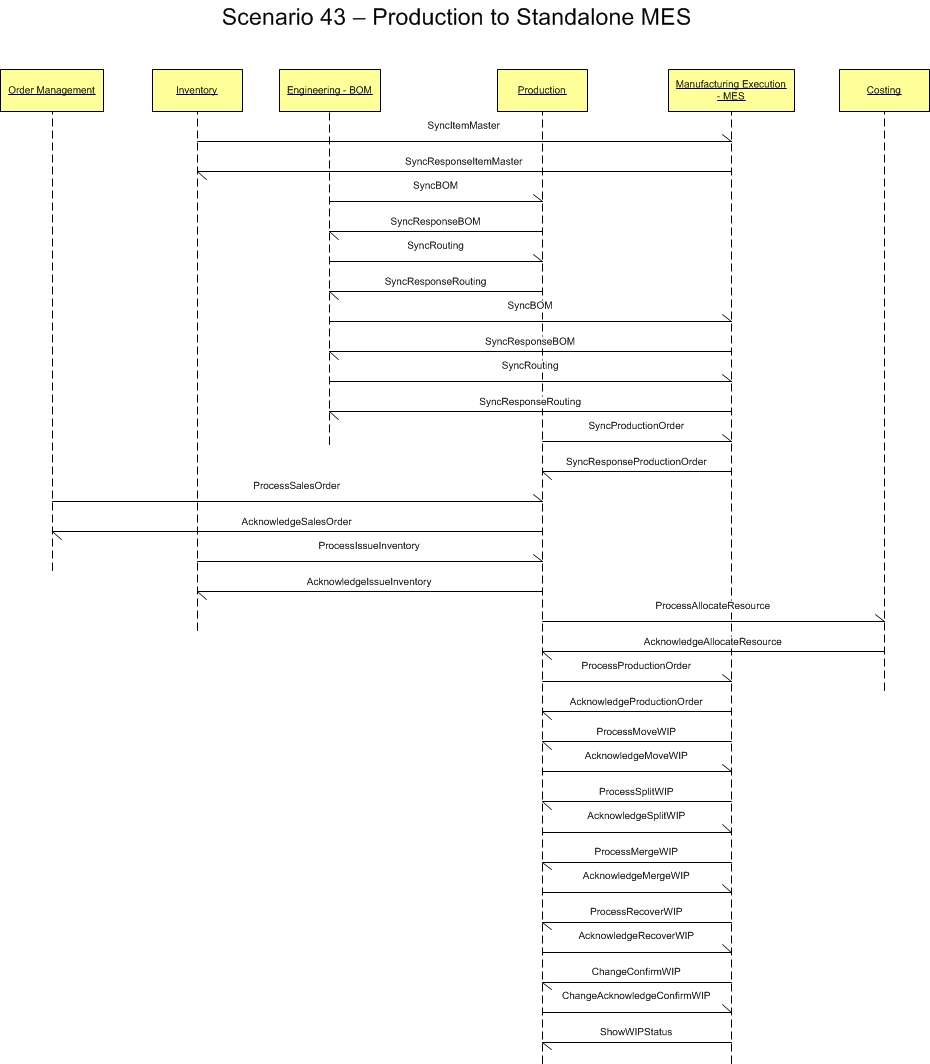 Scenario 43 – Production to Standalone MES
Order Management
Inventory
Engineering - BOM
Production
Manufacturing Execution
- MES
Costing
SyncItemMaster
SyncResponseItemMaster
SyncBOM
SyncResponseBOM
SyncRouting
SyncResponseRouting
SyncBOM
SyncResponseBOM
SyncRouting
SyncResponseRouting
SyncProductionOrder
SyncResponseProductionOrder
ProcessSalesOrder
AcknowledgeSalesOrder
ProcessIssueInventory
AcknowledgeIssueInventory
ProcessAllocateResource
AcknowledgeAllocateResource
ProcessProductionOrder
AcknowledgeProductionOrder
ProcessMoveWIP
AcknowledgeMoveWIP
ProcessSplitWIP
AcknowledgeSplitWIP
ProcessMergeWIP
AcknowledgeMergeWIP
ProcessRecoverWIP
AcknowledgeRecoverWIP
ChangeConfirmWIP
ChangeAcknowledgeConfirmWIP
ShowWIPStatus